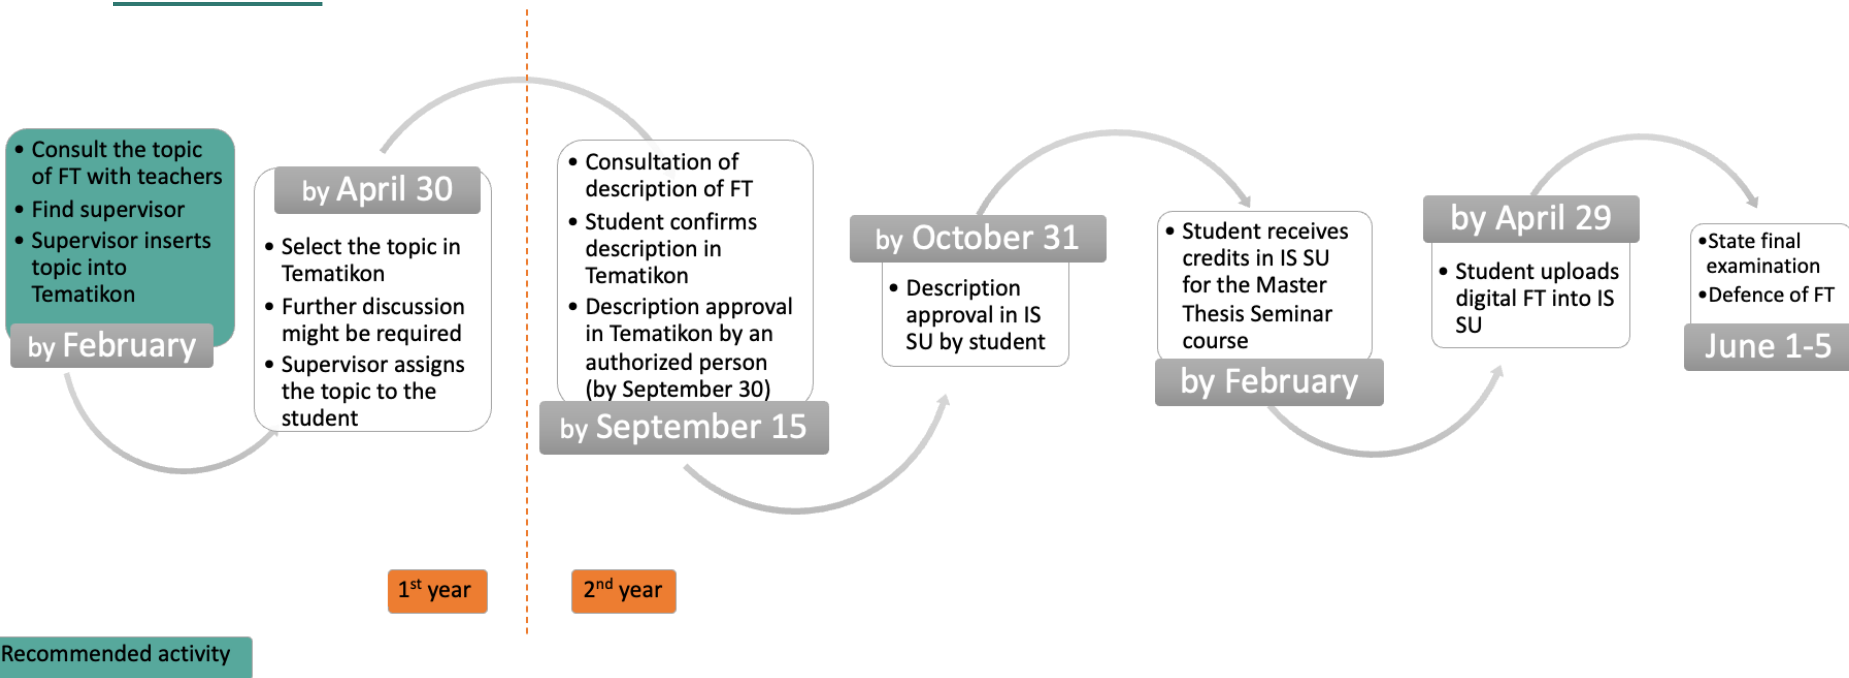 • Consult the topic
of FT with teachers
• Find supervisor
• Supervisor inserts
topic into
Tematikon
by February
by April 30
• Select the topic in
Tematikon
• Further discussion
might be required
• Supervisor assigns
the topic to the
student
• Consultation of
description of FT
• Student confirms
description in
Tematikon
• Description approval
in Tematikon by an
authorized person
(by September 30)
by September 15
by October 31
• Description
approval in IS
SU by student
• Student receives
credits in IS SU
for the Master
Thesis Seminar
course
by February
by April 29
• Student uploads
digital FT into IS
SU
•State final
examination
•Defence of FT
June 1-5
1st year
2nd year
Recommended activity